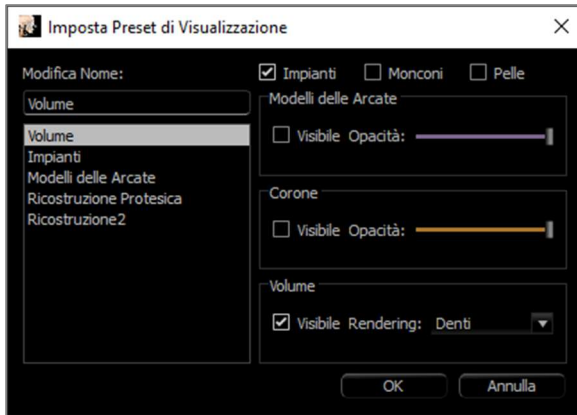 Imposta Preset di Visualizzazione
Modifica Nome:
Volume
Volume
Impianti
Modelli delle Arcate
Ricostruzione Protesica
Ricostruzione2
Impianti Monconi Pelle
Modelli delle Arcate
Visibile Opacità:
Corone
Visibile Opacità:
Volume
Visibile Rendering: Denti
OK Annulla